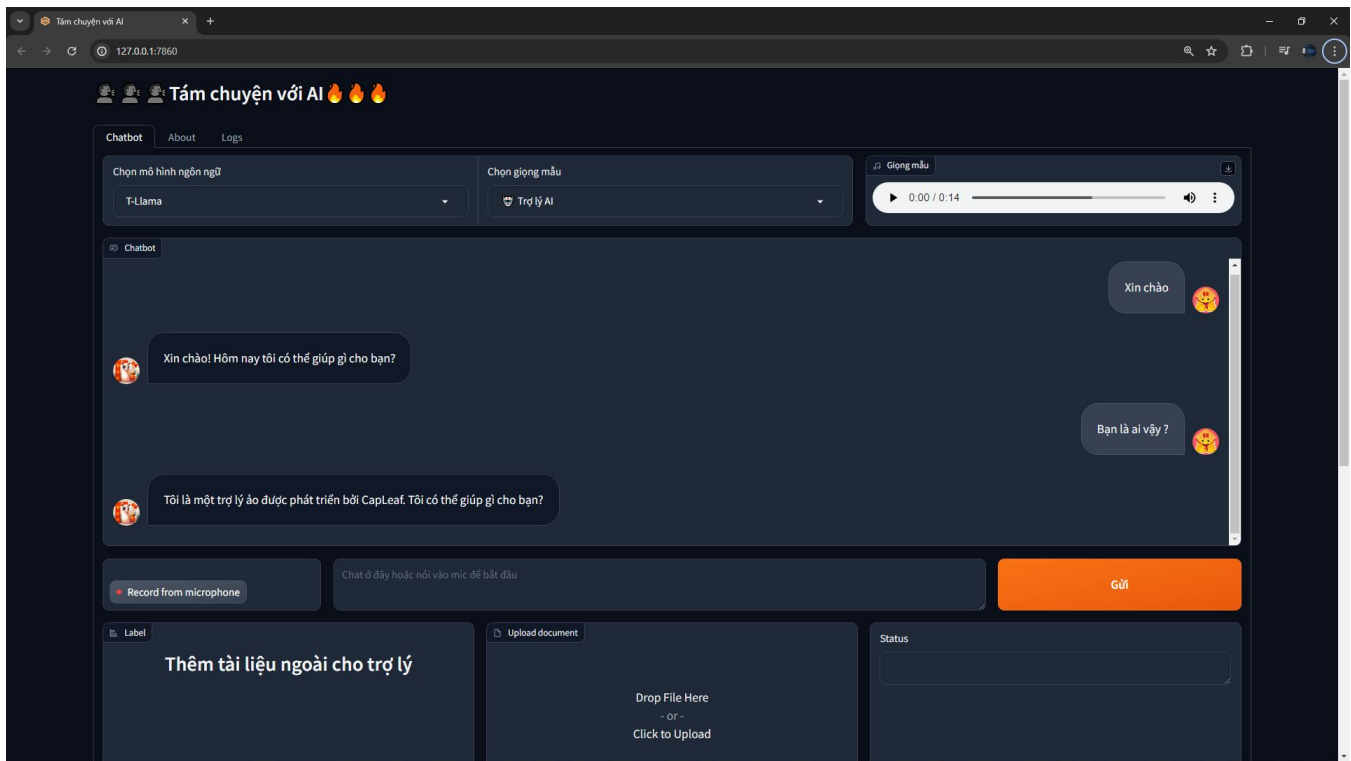 Tám chuyện với AI
127.0.0.1:7860
Tám chuyện với AI
Chatbot About Logs
Chọn mô hình ngôn ngữ
T-Llama
Chọn giọng mẫu
Trợ lý AI
Giọng mẫu
0:00 / 0:14
Chatbot
Xin chào
Xin chào! Hôm nay tôi có thể giúp gì cho bạn?
Bạn là ai vậy ?
Tôi là một trợ lý ảo được phát triển bởi CapLeaf. Tôi có thể giúp gì cho bạn?
Record from microphone
Chat ở đây hoặc nói vào mic để bắt đầu
Gửi
Label
Thêm tài liệu ngoài cho trợ lý
Upload document
Drop File Here
- or -
Click to Upload
Status